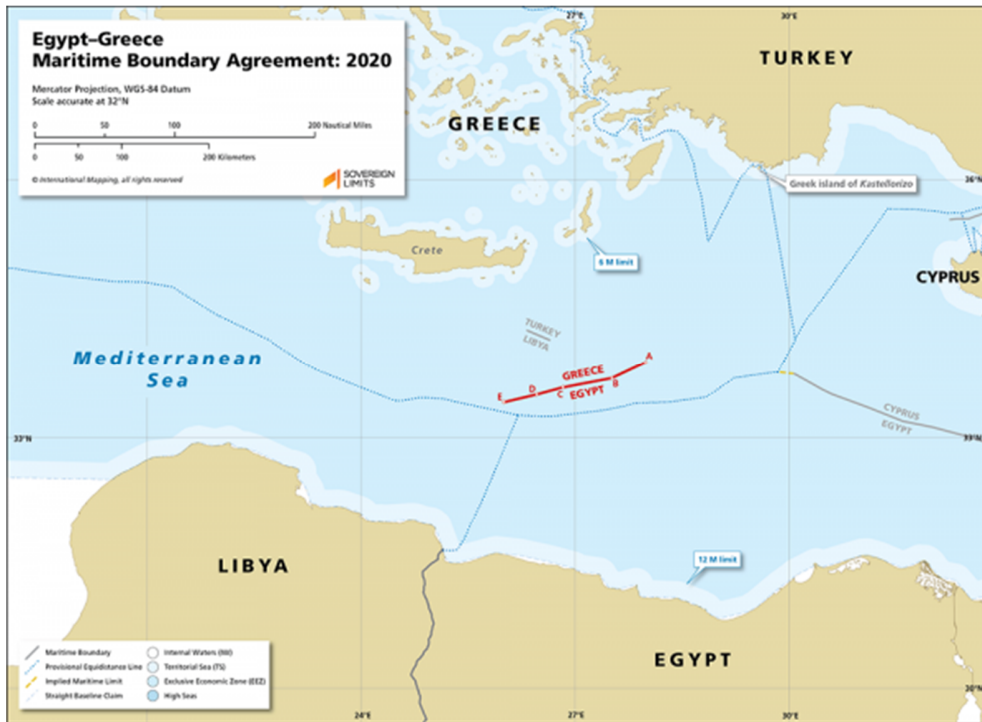 Egypt–Greece
Maritime Boundary Agreement: 2020
Mercator Projection, WGS-84 Datum
Scale accurate at 32°N
0 50 100 200 Nautical Miles
0 50 100 200 Kilometers
© International Mapping, all rights reserved
SOVEREIGN
LIMITS
27°E
30°E
TURKEY
GREECE
36°N
Greek island of Kastellorizo
Crete
6 M limit
CYPRUS
TURKEY
LIBYA
Mediterranean
Sea
A
GREECE
B
C
D
E
EGYPT
CYPRUS
EGYPT
33°N
33°N
LIBYA
12 M limit
EGYPT
Maritime Boundary
Provisional Equidistance Line
Implied Maritime Limit
Straight Baseline Claim
Internal Waters (IW)
Territorial Sea (TS)
Exclusive Economic Zone (EEZ)
High Seas
30°N
24°E
27°E
30°E